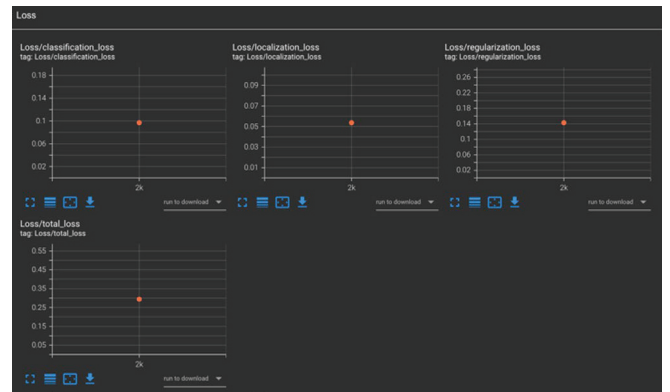 Loss
Loss/classification_loss
tag: Loss/classification_loss
0.18
0.14
0.1
0.06
0.02
2k
run to download
Loss/localization_loss
tag: Loss/localization_loss
0.09
0.07
0.05
0.03
0.01
2k
run to download
Loss/regularization_loss
tag: Loss/regularization_loss
0.26
0.22
0.18
0.14
0.1
0.06
0.02
2k
run to download
Loss/total_loss
tag: Loss/total_loss
0.55
0.45
0.35
0.25
0.15
0.05
2k
run to download